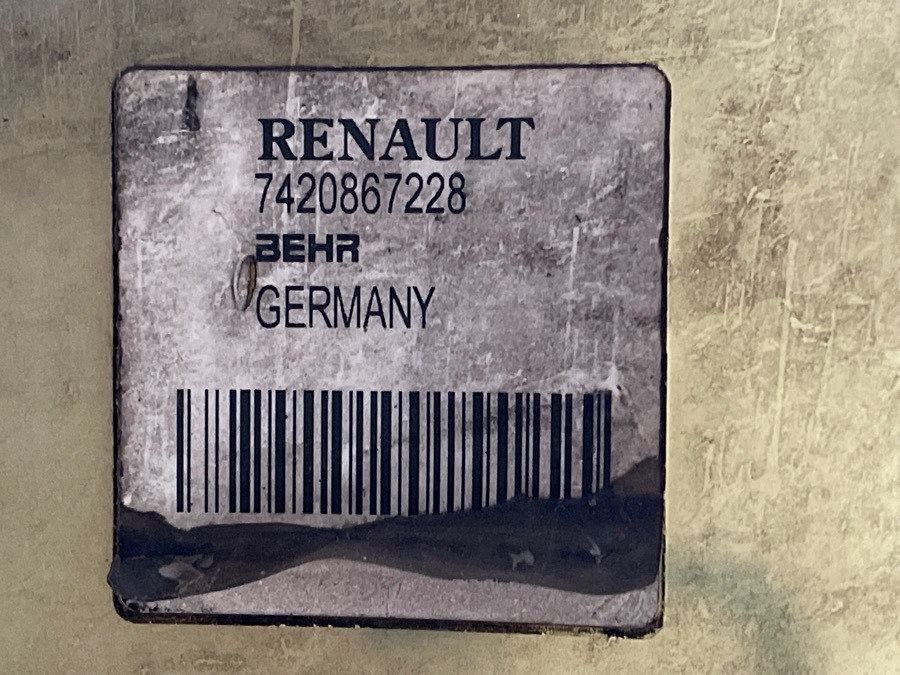 RENAULT
7420867228
BEHR
GERMANY